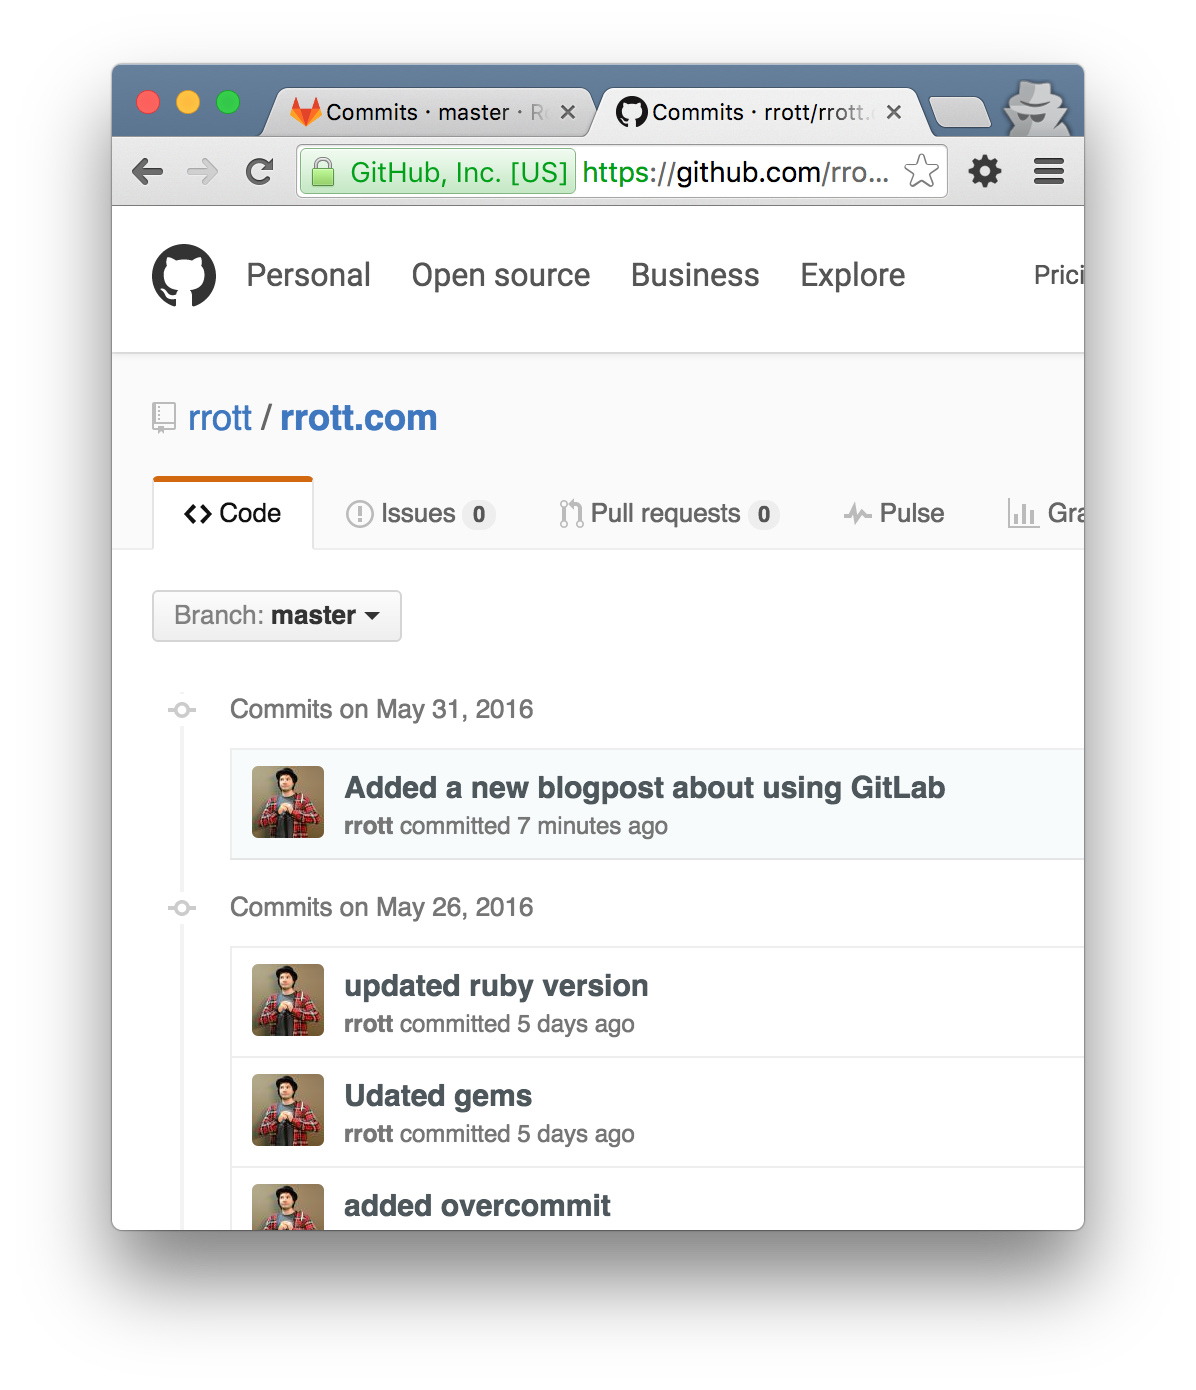 Commits · master · Ro
Commits · rrott/rrott.
GitHub, Inc. [US] https://github.com/rro...
Personal Open source Business Explore Prici
rrott / rrott.com
Code Issues 0 Pull requests 0 Pulse Gra
Branch: master
Commits on May 31, 2016
Added a new blogpost about using GitLab
rrott committed 7 minutes ago
Commits on May 26, 2016
updated ruby version
rrott committed 5 days ago
Udated gems
rrott committed 5 days ago
added overcommit